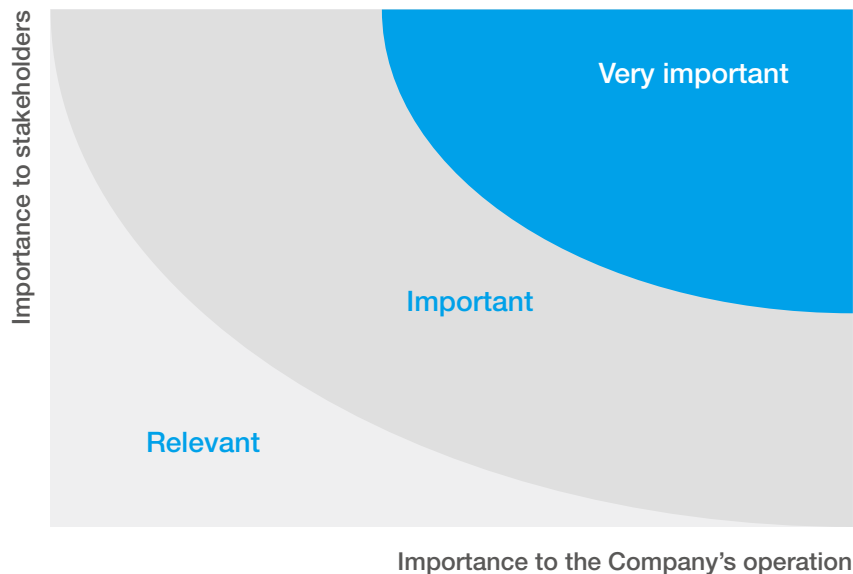 Importance to stakeholders
Very important
Important
Relevant
Importance to the Company’s operation